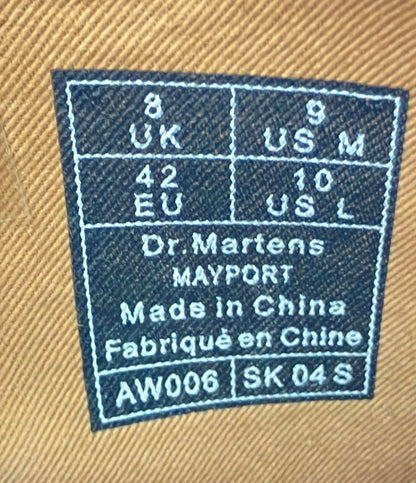 8 UK
9 US M
42 EU
10 US L
Dr.Martens
MAYPORT
Made in China
Fabriqué en Chine
AW006 SK 04 S